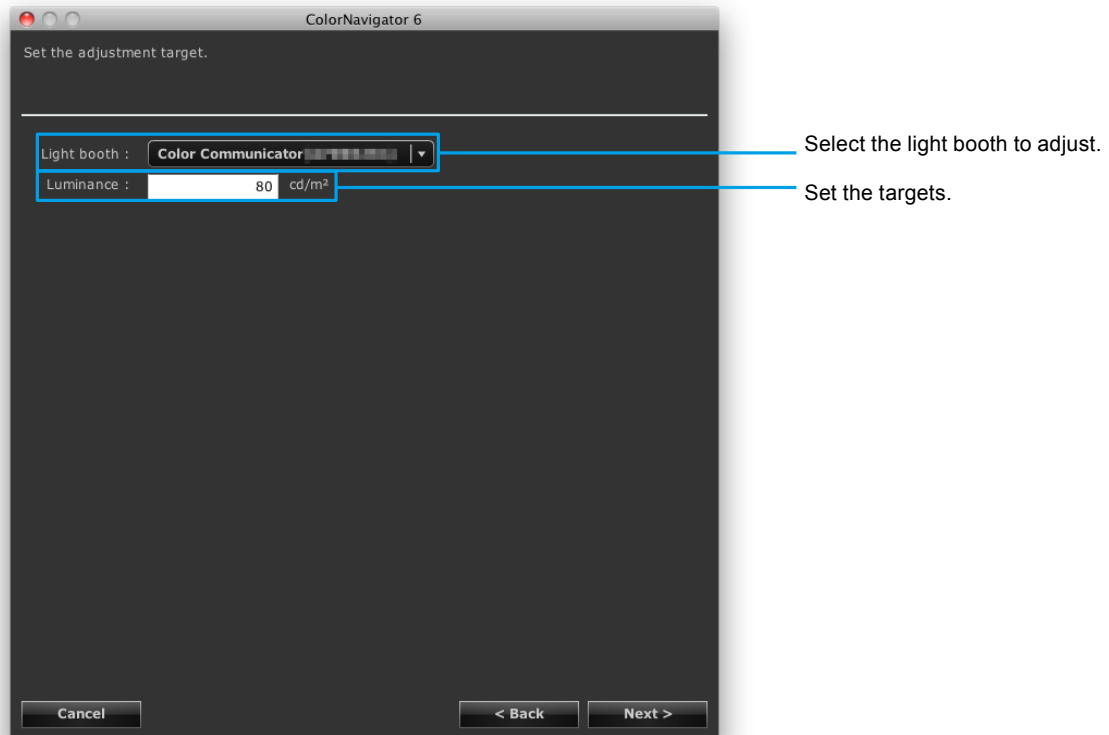 ColorNavigator 6
Set the adjustment target.
Light booth : Color Communicator
Select the light booth to adjust.
Luminance : 80 cd/m²
Set the targets.
Cancel < Back Next >